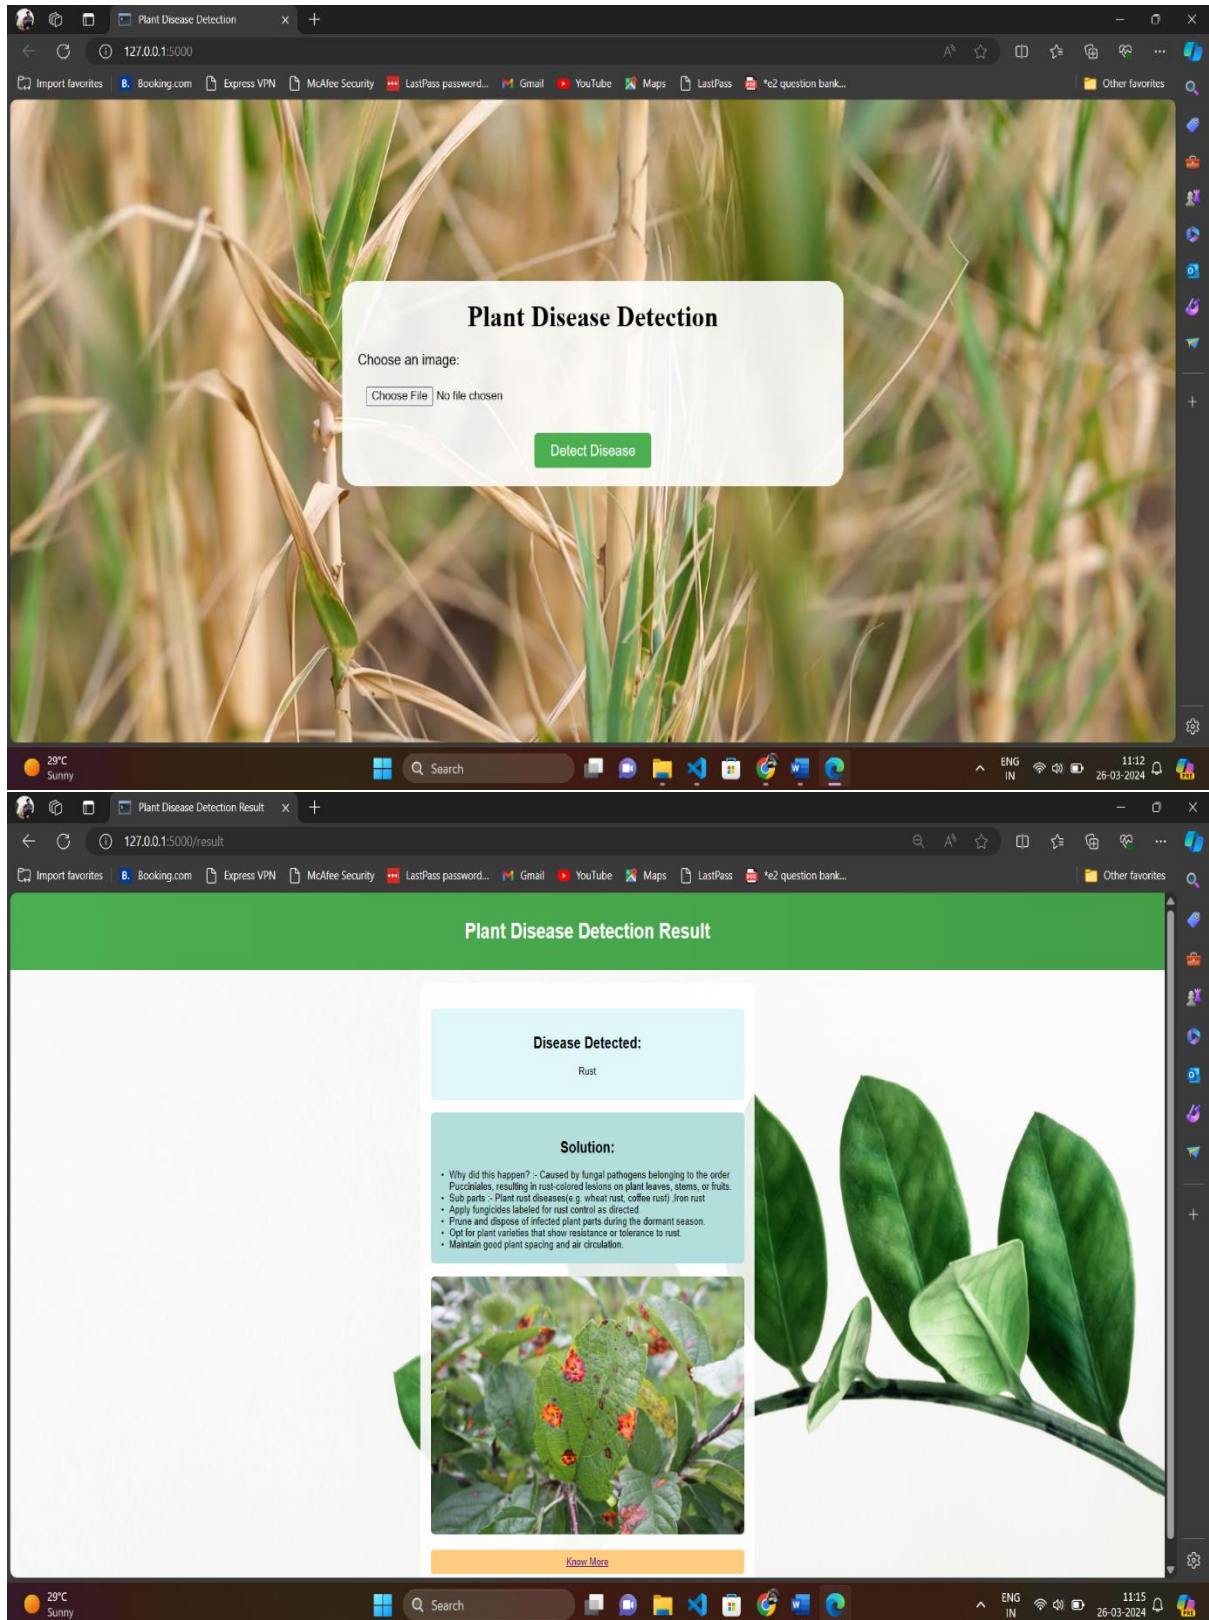 Plant Disease Detection
127.0.0.1:5000
Import favorites B. Booking.com Express VPN McAfee Security LastPass password... Gmail YouTube Maps LastPass *e2 question bank... Other favorites
Plant Disease Detection
Choose an image:
Choose File No file chosen
Detect Disease
29°C
Sunny
Search
ENG
IN
11:12
26-03-2024
Plant Disease Detection Result
127.0.0.1:5000/result
Import favorites B. Booking.com Express VPN McAfee Security LastPass password... Gmail YouTube Maps LastPass *e2 question bank... Other favorites
Plant Disease Detection Result
Disease Detected:
Rust
Solution:
• Why did this happen? :- Caused by fungal pathogens belonging to the order
Pucciniales, resulting in rust-colored lesions on plant leaves, stems, or fruits.
• Sub parts :- Plant rust diseases(e.g. wheat rust, coffee rust) ,Iron rust
• Apply fungicides labeled for rust control as directed.
• Prune and dispose of infected plant parts during the dormant season.
• Opt for plant varieties that show resistance or tolerance to rust.
• Maintain good plant spacing and air circulation.
Know More
29°C
Sunny
Search
ENG
IN
11:15
26-03-2024